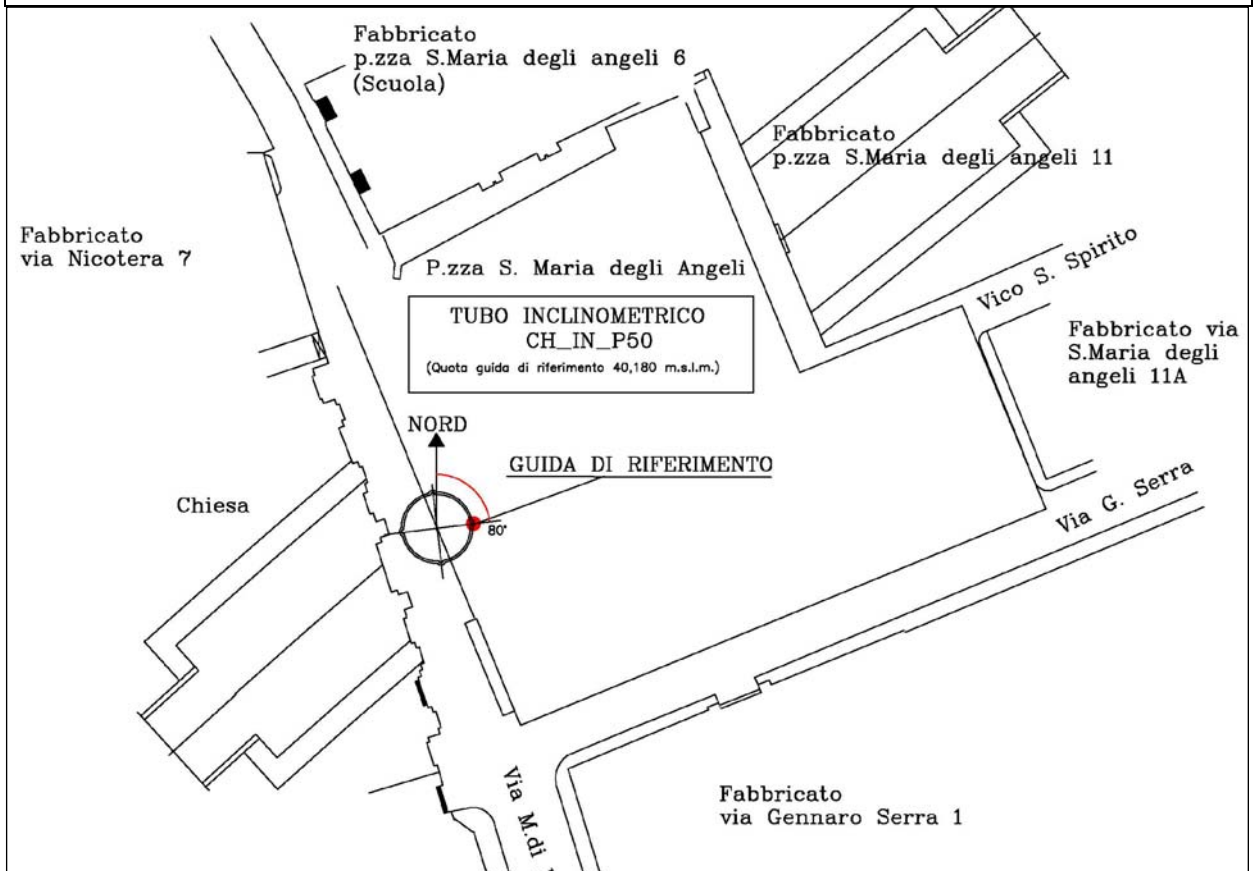 Fabbricato
p.zza S.Maria degli angeli 6
(Scuola)
Fabbricato
p.zza S.Maria degli angeli 11
Fabbricato
via Nicotera 7
P.zza S. Maria degli Angeli
Vico S. Spirito
TUBO INCLINOMETRICO
CH_IN_P50
(Quota guida di riferimento 40,180 m.s.l.m.)
Fabbricato via
S.Maria degli
angeli 11A
NORD
GUIDA DI RIFERIMENTO
80°
Chiesa
Via G. Serra
Via M.di
Fabbricato
via Gennaro Serra 1